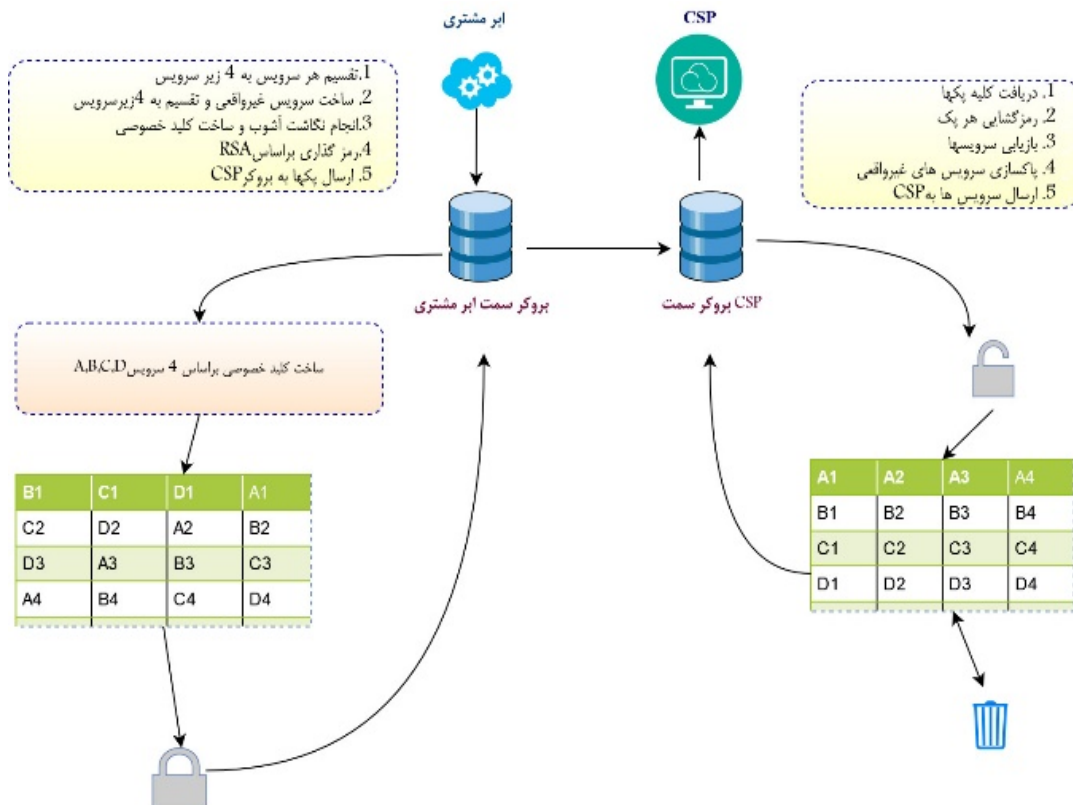 ابر مشتری
CSP
1.تقسیم هر سرویس به 4 زیر سرویس
2. ساخت سرویس غیرواقعی و تقسیم به 4زیرسرویس
3.انجام نگاشت آشوب و ساخت کلید خصوصی
4.رمز گذاری براساسRSA
5. ارسال پکها به بروکرCSP
1. دریافت کلیه پکها
2. رمزگشایی هر پک
3. بازیابی سرویسها
4. پاکسازی سرویس های غیرواقعی
5. ارسال سرویس ها بهCSP
بروکر سمت ابر مشتری
بروکر سمت CSP
ساخت کلید خصوصی براساس 4 سرویسA,B,C,D
B1 C1 D1 A1
C2 D2 A2 B2
D3 A3 B3 C3
A4 B4 C4 D4
A1 A2 A3 A4
B1 B2 B3 B4
C1 C2 C3 C4
D1 D2 D3 D4